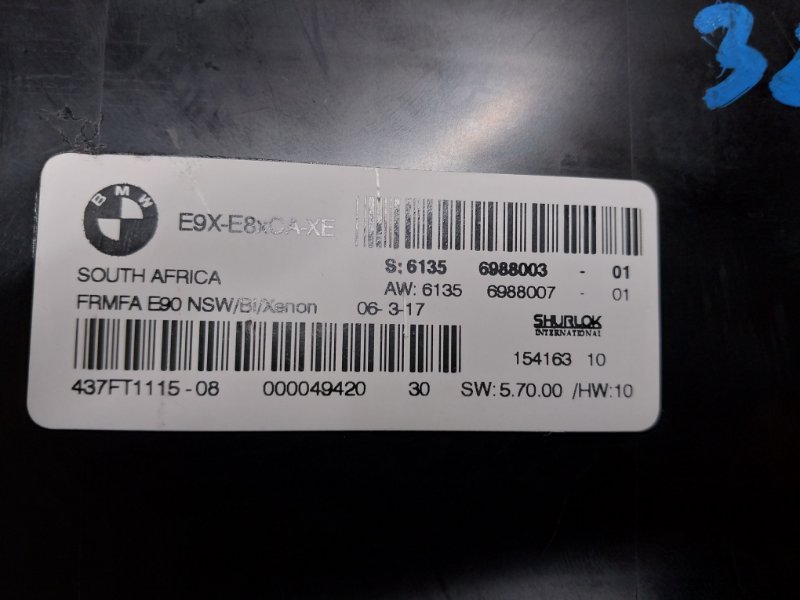 BMW
E9X-E8xCA-XE
S: 6135 6988003 - 01
SOUTH AFRICA
AW: 6135 6988007 - 01
FRMFA E90 NSW/BI/Xenon 06- 3-17
SHURLOK
INTERNATIONAL
154163 10
437FT1115-08 000049420 30 SW: 5.70.00 /HW:10